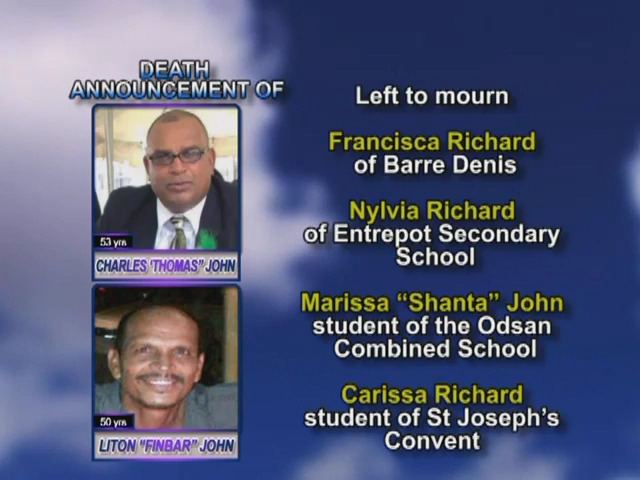 DEATH
ANNOUNCEMENT OF
53 yrs
CHARLES "THOMAS" JOHN
50 yrs
LITON "FINBAR" JOHN
Left to mourn
Francisca Richard
of Barre Denis
Nylvia Richard
of Entrepot Secondary
School
Marissa “Shanta” John
student of the Odsan
Combined School
Carissa Richard
student of St Joseph’s
Convent